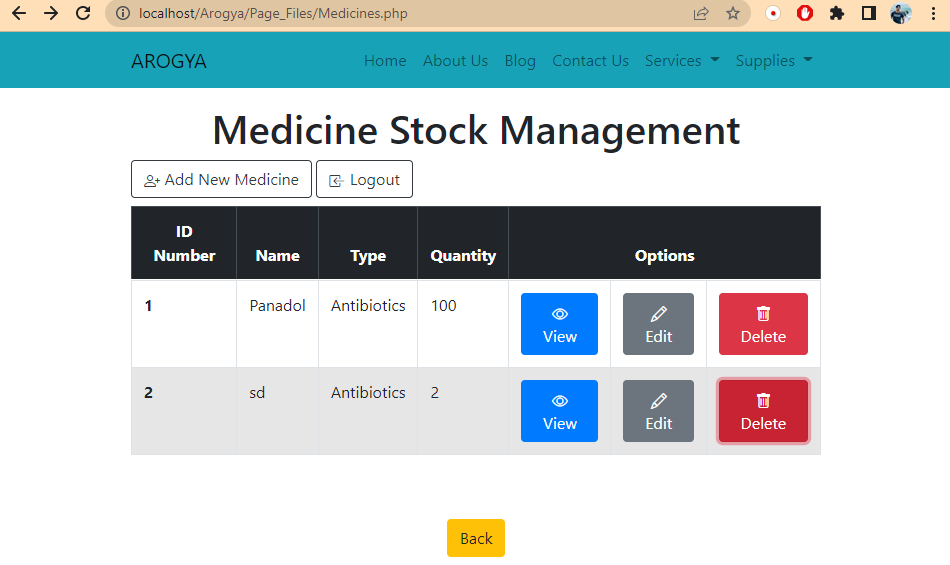 localhost/Arogya/Page_Files/Medicines.php
AROGYA Home About Us Blog Contact Us Services Supplies
Medicine Stock Management
Add New Medicine Logout
ID Number Name Type Quantity Options
1 Panadol Antibiotics 100 View Edit Delete
2 sd Antibiotics 2 View Edit Delete
Back